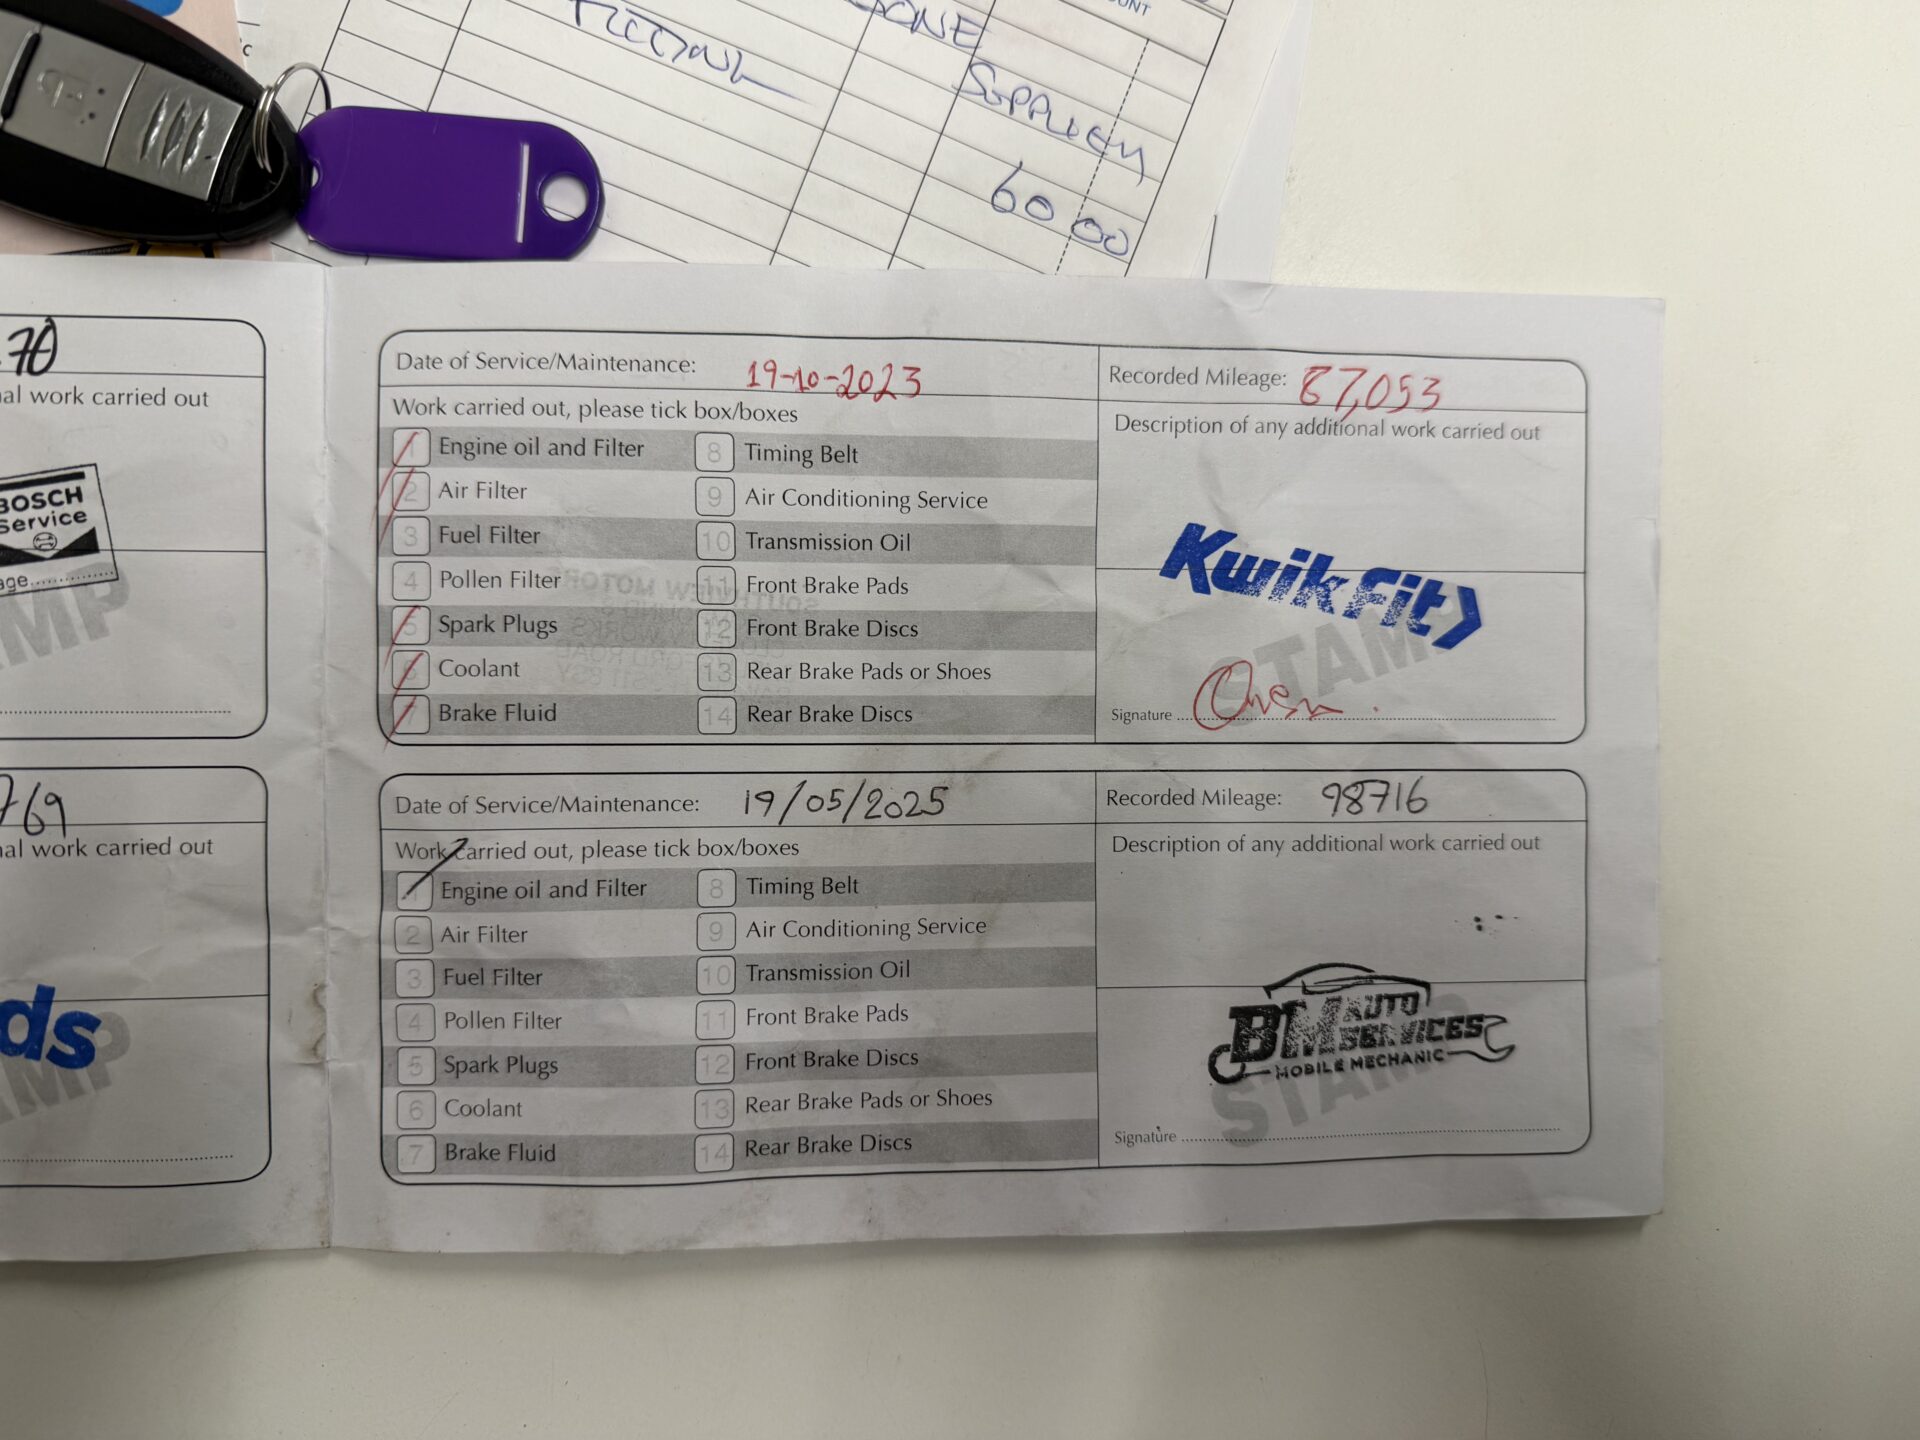 SUPPLIED
60 00
70
al work carried out
BOSCH
Service
age
769
al work carried out
ds
Date of Service/Maintenance: 19-10-2023
Recorded Mileage: 87,053
Work carried out, please tick box/boxes
Description of any additional work carried out
1 Engine oil and Filter
8 Timing Belt
2 Air Filter
9 Air Conditioning Service
3 Fuel Filter
10 Transmission Oil
4 Pollen Filter
11 Front Brake Pads
5 Spark Plugs
12 Front Brake Discs
6 Coolant
13 Rear Brake Pads or Shoes
7 Brake Fluid
14 Rear Brake Discs
Kwik Fit
STAMP
Signature
Date of Service/Maintenance: 19/05/2025
Recorded Mileage: 98716
Work carried out, please tick box/boxes
Description of any additional work carried out
1 Engine oil and Filter
8 Timing Belt
2 Air Filter
9 Air Conditioning Service
3 Fuel Filter
10 Transmission Oil
4 Pollen Filter
11 Front Brake Pads
5 Spark Plugs
12 Front Brake Discs
6 Coolant
13 Rear Brake Pads or Shoes
7 Brake Fluid
14 Rear Brake Discs
BM AUTO
SERVICES
MOBILE MECHANIC
STAMP
Signature